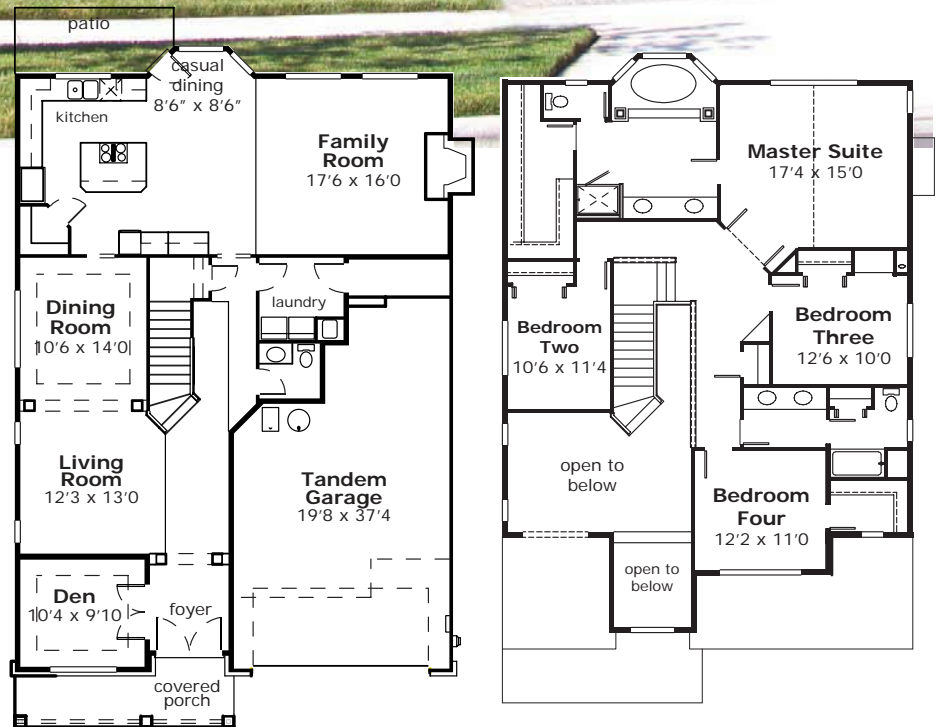 patio
casual
dining
8'6" x 8'6"
kitchen
Family
Room
17'6 x 16'0
Dining
Room
10'6 x 14'0
laundry
Living
Room
12'3 x 13'0
Tandem
Garage
19'8 x 37'4
Den
10'4 x 9'10
foyer
covered
porch
Master Suite
17'4 x 15'0
Bedroom
Two
10'6 x 11'4
Bedroom
Three
12'6 x 10'0
open to
below
Bedroom
Four
12'2 x 11'0
open to
below